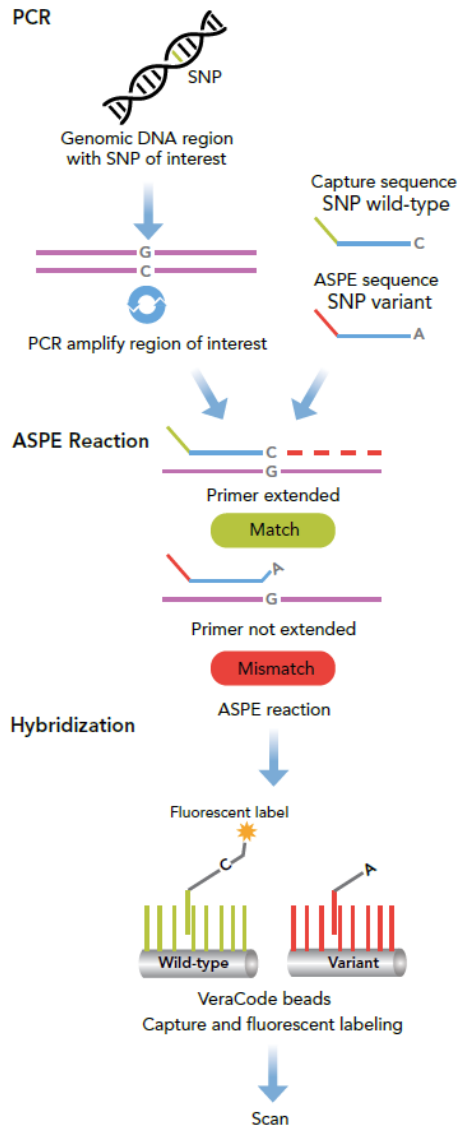 PCR
SNP
Genomic DNA region
with SNP of interest
Capture sequence
SNP wild-type
C
G
C
ASPE sequence
SNP variant
A
PCR amplify region of interest
ASPE Reaction
C
G
Primer extended
Match
A
G
Primer not extended
Mismatch
ASPE reaction
Hybridization
Fluorescent label
C
A
Wild-type
Variant
VeraCode beads
Capture and fluorescent labeling
Scan